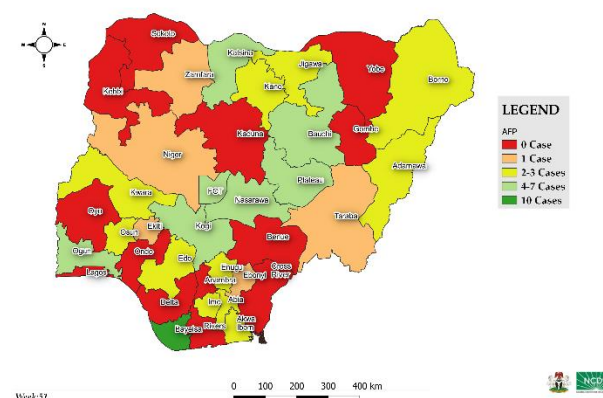 Sokoto
Katsina
Jigawa
Yobe
Borno
Zamfara
Kano
Kebbi
Kaduna
Bauchi
Gombe
Niger
Adamawa
Plateau
Kwara
FCT
Nasarawa
Taraba
Oyo
Osun
Ekiti
Kogi
Benue
Ogun
Ondo
Edo
Enugu
Ebonyi
Cross
River
Lagos
Anambra
Delta
Imo
Abia
Akwa
Ibom
Bayelsa
Rivers
LEGEND
AFP
0 Case
1 Case
2-3 Cases
4-7 Cases
10 Cases
0 100 200 300 400 km